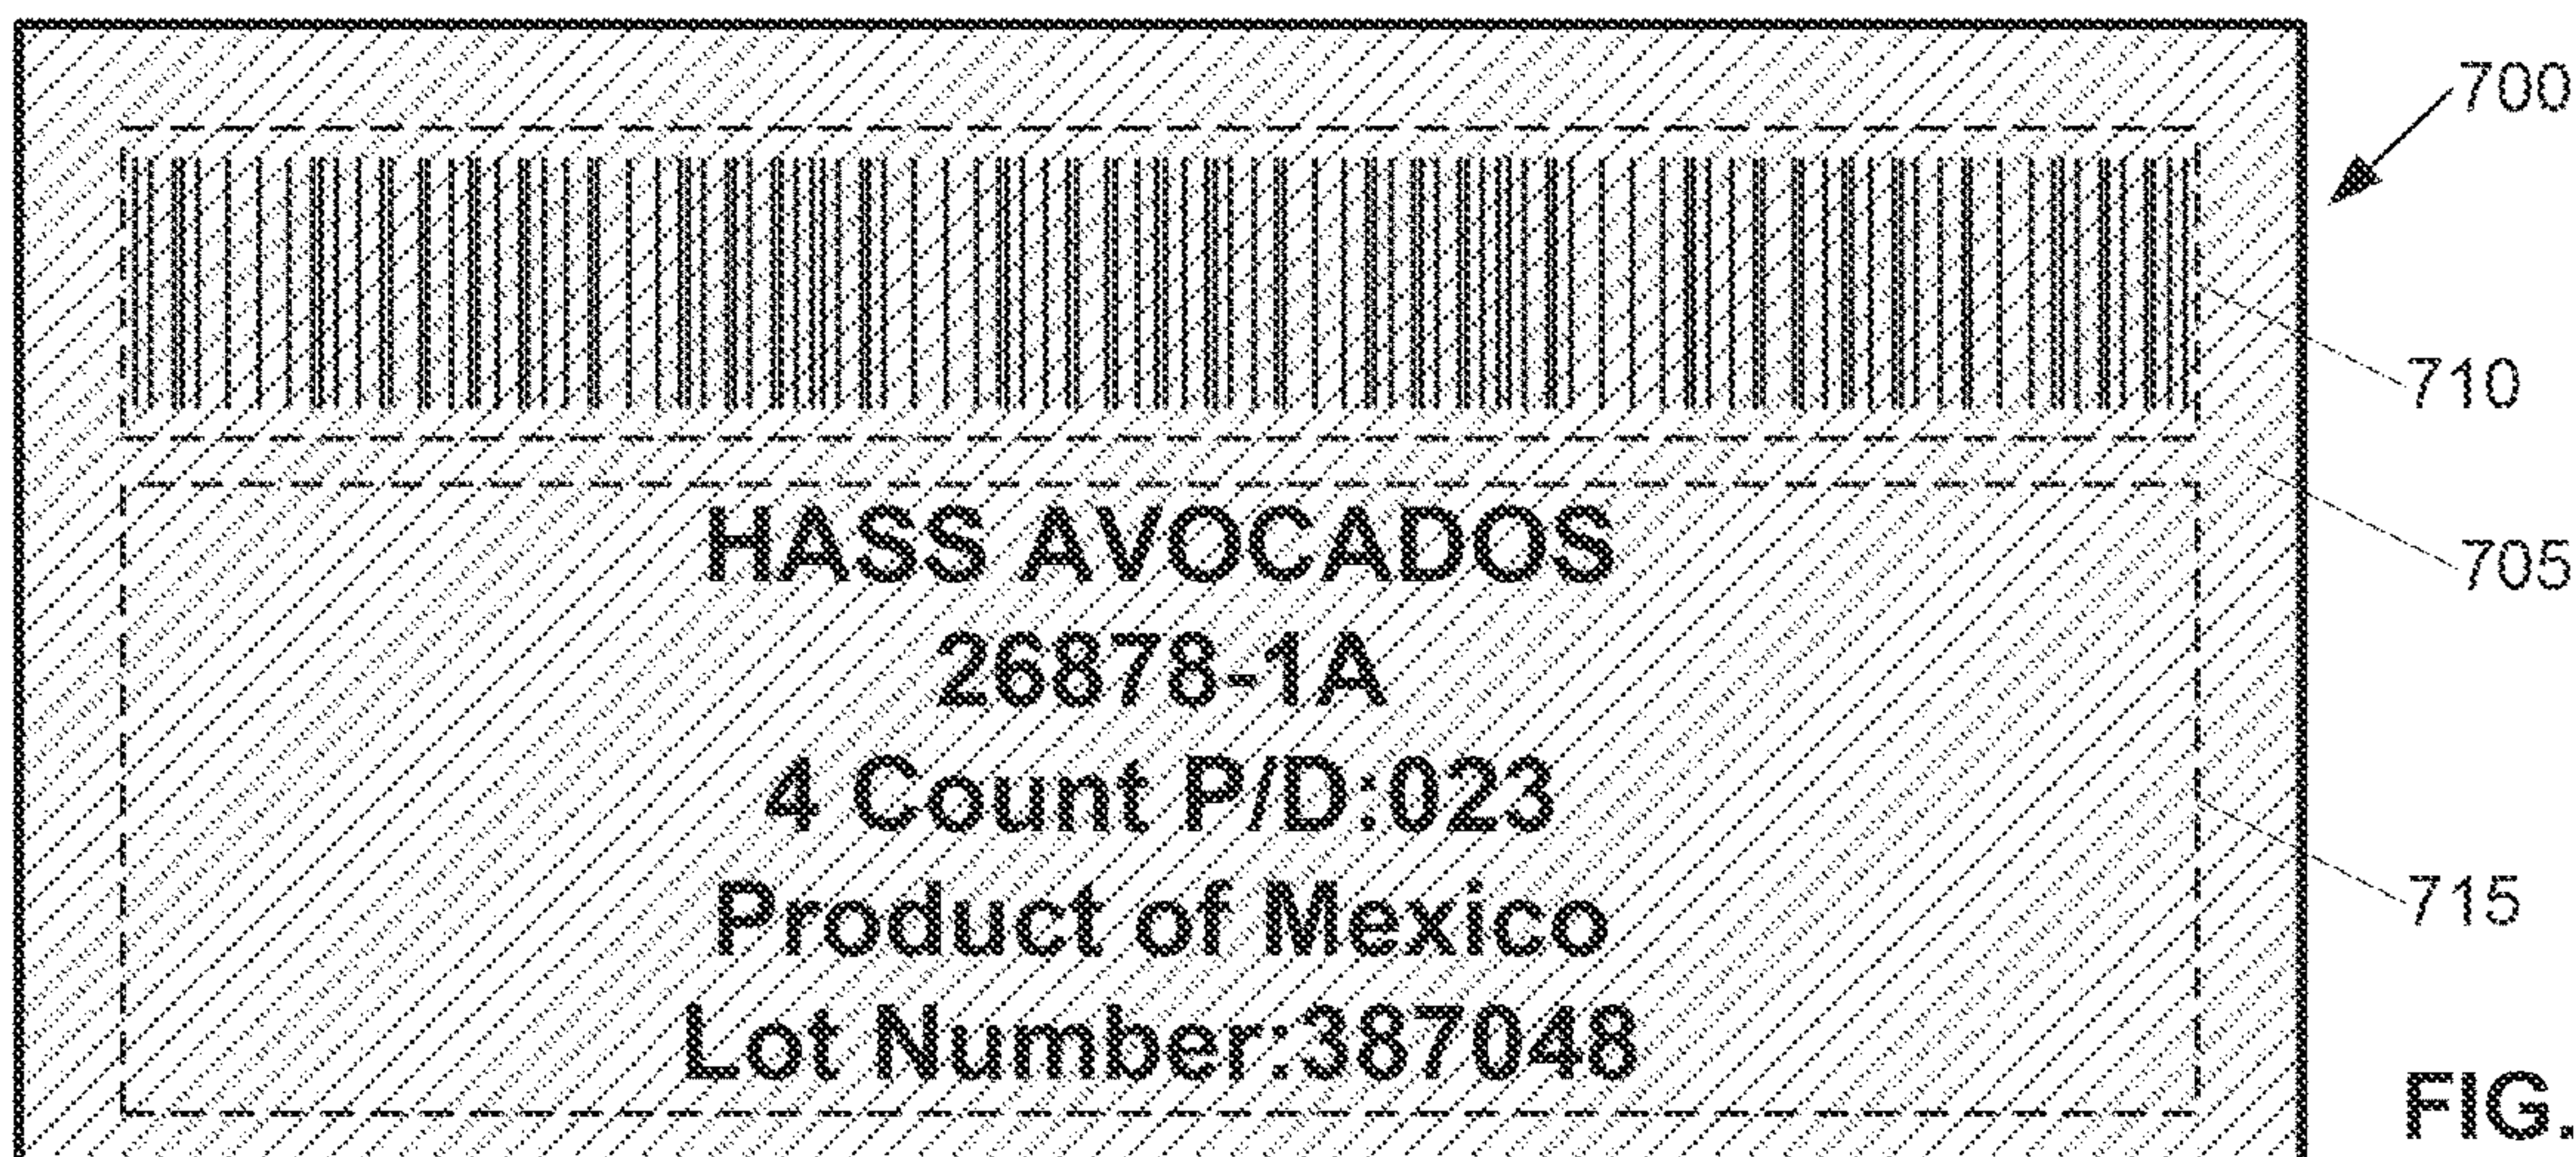 700
710
HASS AVOCADOS
705
26878-1A
4 Count P/D:023
715
Product of Mexico
Lot Number:387048
FIG.